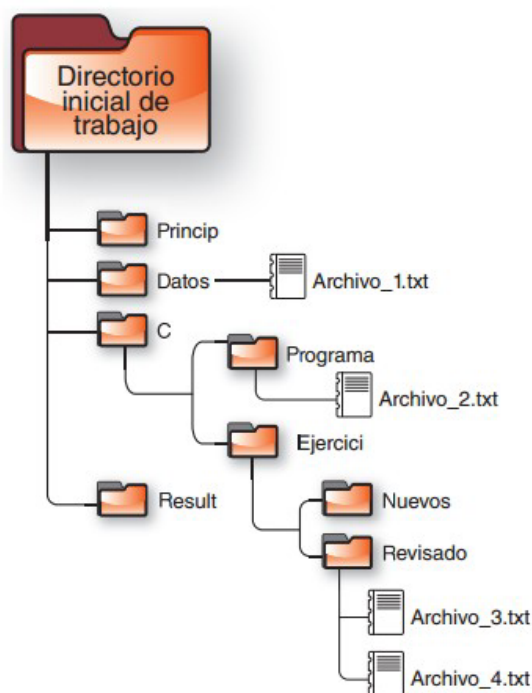 Directorio
inicial de
trabajo
Princip
Datos
Archivo_1.txt
C
Programa
Archivo_2.txt
Ejercici
Result
Nuevos
Revisado
Archivo_3.txt
Archivo_4.txt